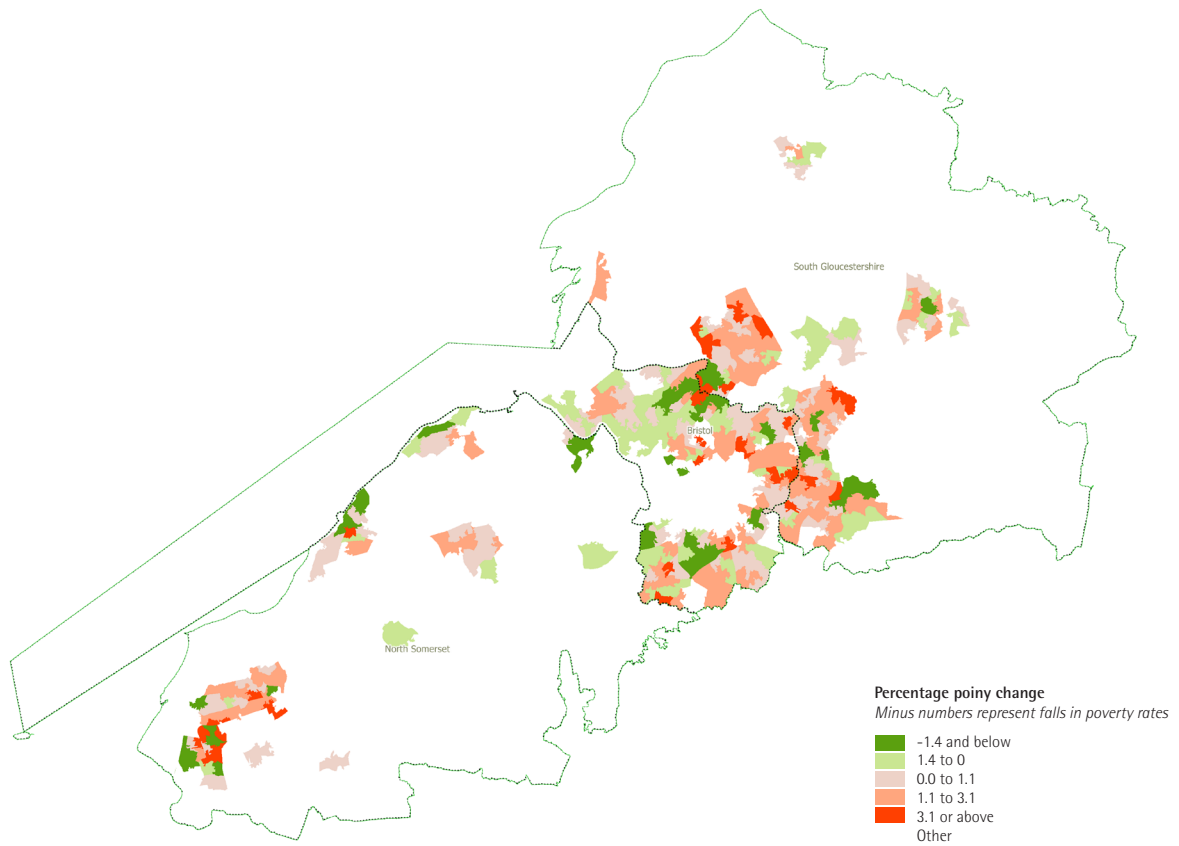 South Gloucestershire
Bristol
North Somerset
Percentage poiny change
Minus numbers represent falls in poverty rates
-1.4 and below
1.4 to 0
0.0 to 1.1
1.1 to 3.1
3.1 or above
Other